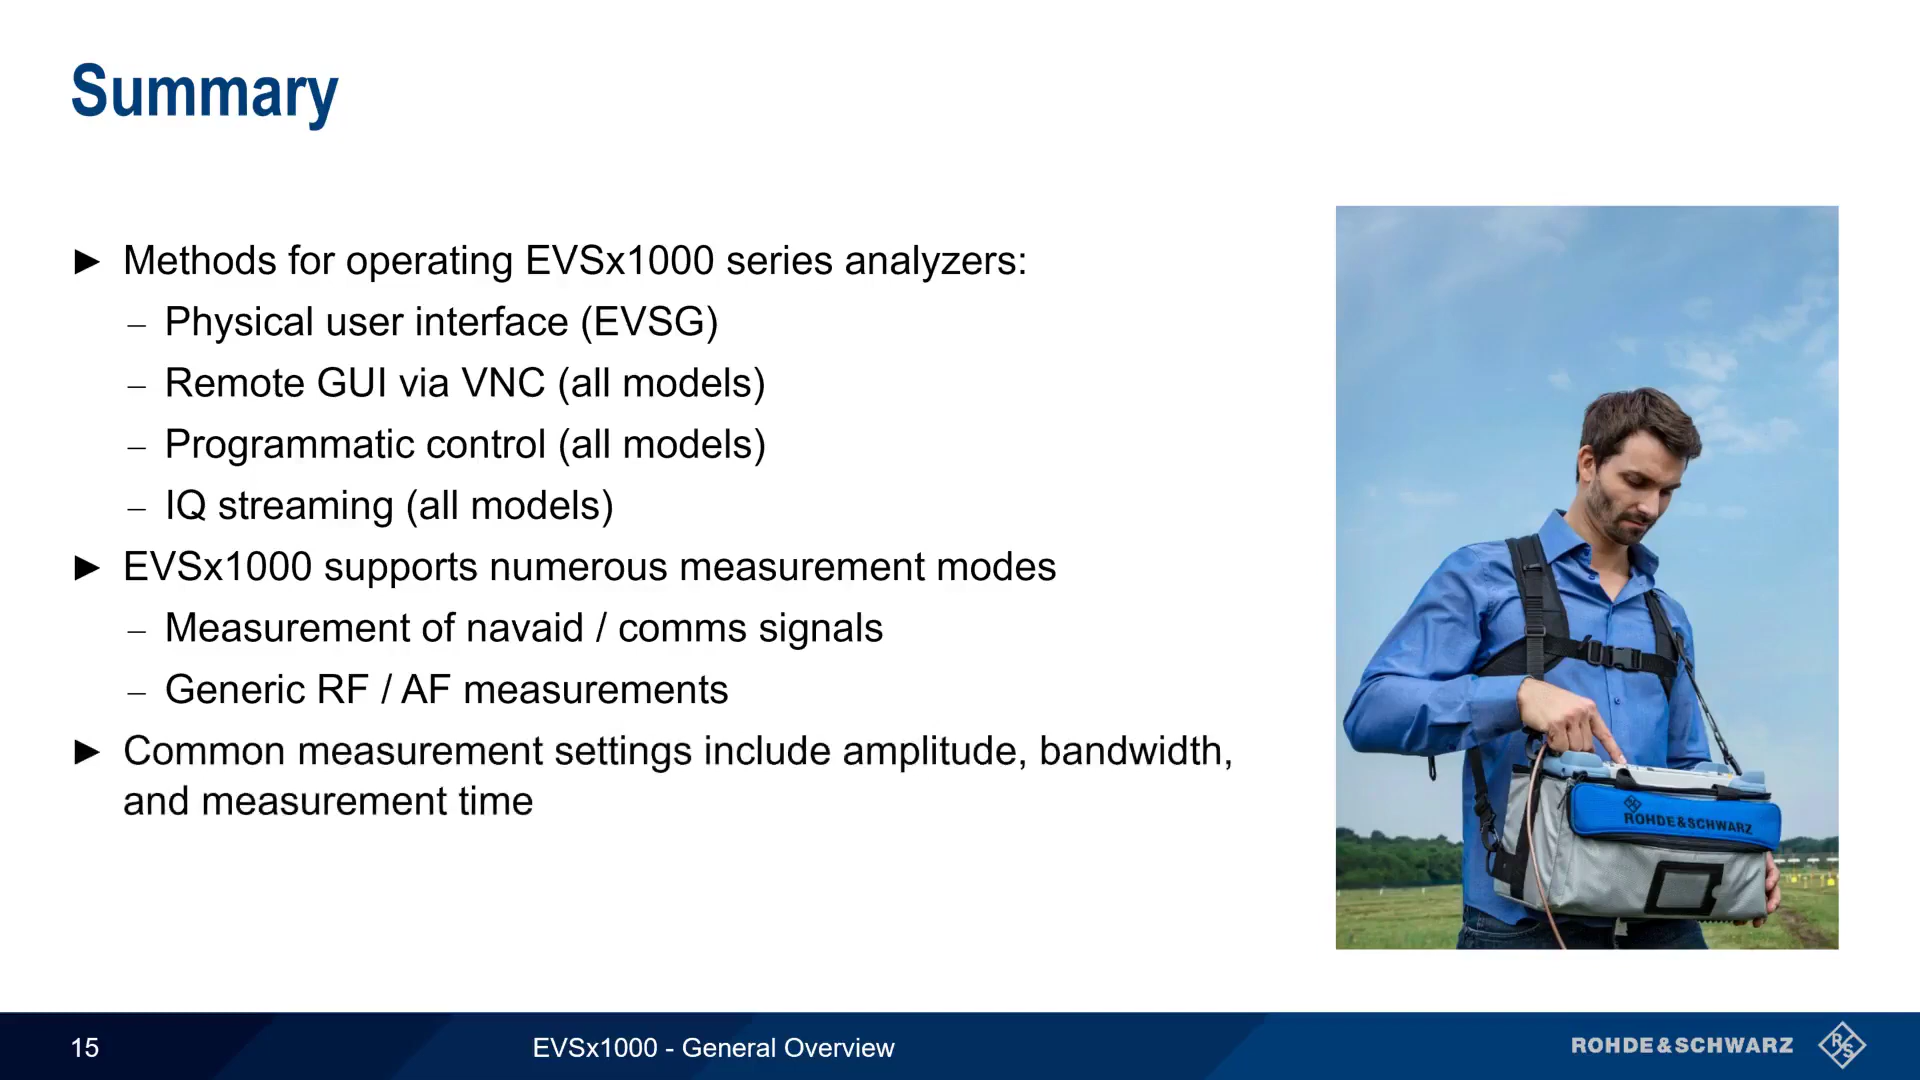 Summary
► Methods for operating EVSx1000 series analyzers:
– Physical user interface (EVSG)
– Remote GUI via VNC (all models)
– Programmatic control (all models)
– IQ streaming (all models)
► EVSx1000 supports numerous measurement modes
– Measurement of navaid / comms signals
– Generic RF / AF measurements
► Common measurement settings include amplitude, bandwidth,
and measurement time
ROHDE&SCHWARZ
15
EVSx1000 - General Overview
ROHDE&SCHWARZ
RS